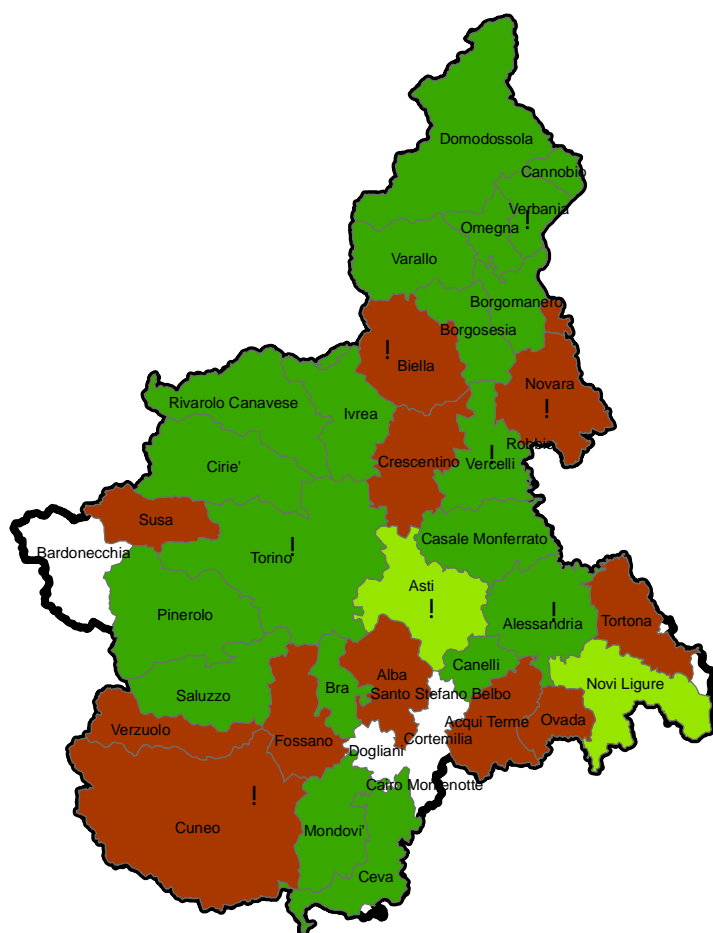 Domodossola
Cannobio
Verbania
!
Omegna
Varallo
Borgomanero
Borgosesia
!
Biella
Novara
!
Rivarolo Canavese
Ivrea
Robbio
Crescentino
!
Vercelli
Cirie'
Susa
Casale Monferrato
Bardonecchia
Torino
!
Asti
!
Pinerolo
Alessandria
!
Tortona
Canelli
Alba
Novi Ligure
Saluzzo
Bra
Santo Stefano Belbo
Verzuolo
Acqui Terme
Ovada
Fossano
Cortemilia
Dogliani
Cairo Montenotte
!
Cuneo
Mondovi'
Ceva